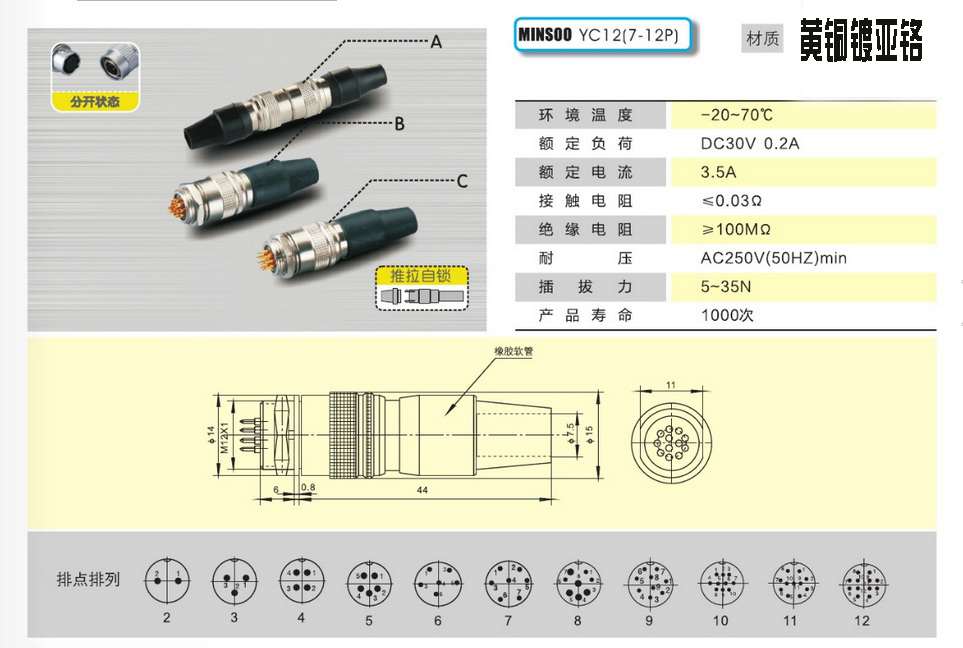 MINSOO YC12(7-12P)
材质 黄铜镀亚铬
A
分开状态
B
C
推拉自锁
环境温度 -20~70℃
额定负荷 DC30V 0.2A
额定电流 3.5A
接触电阻 ≤0.03Ω
绝缘电阻 ≥100MΩ
耐压 AC250V(50HZ)min
插拔力 5~35N
产品寿命 1000次
橡胶软管
11
φ14
M12X1
φ7.5
φ15
6
0.8
44
排点排列
2 3 4 5 6 7 8 9 10 11 12